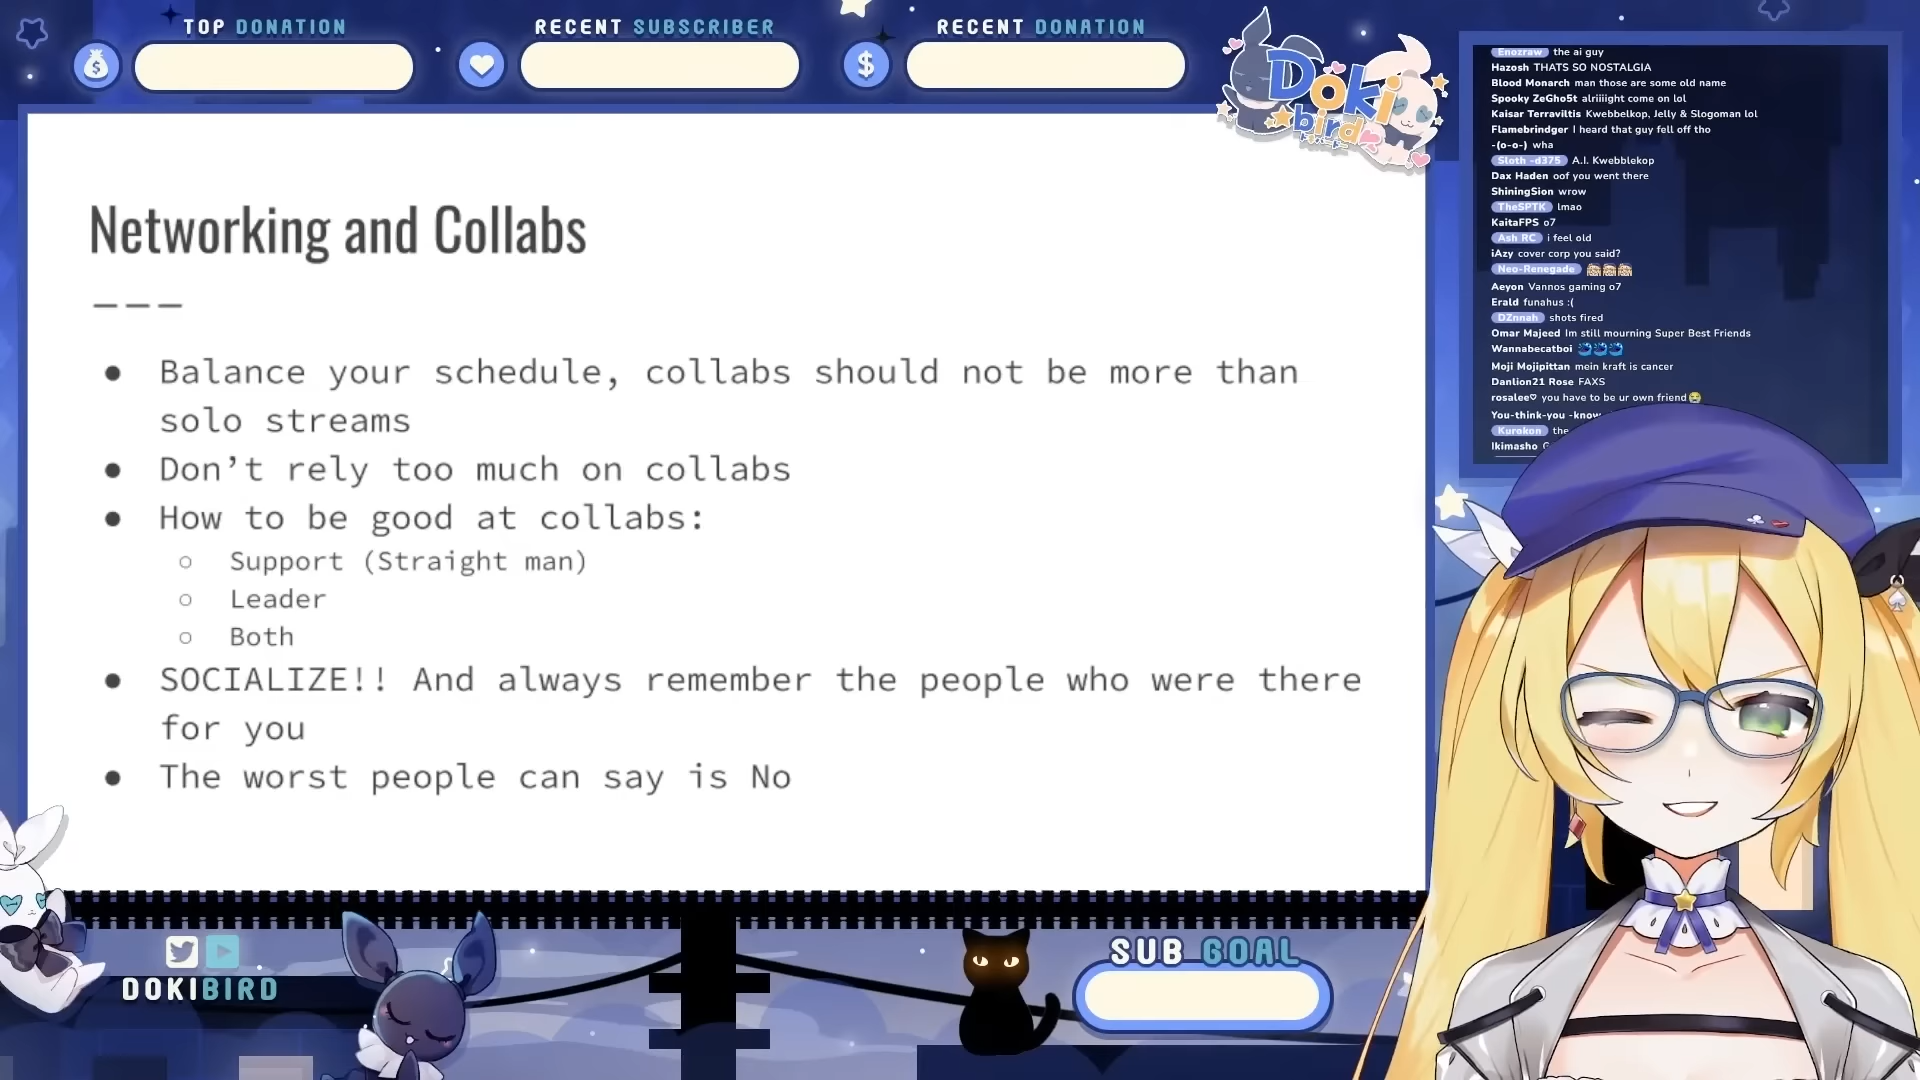 TOP DONATION
RECENT SUBSCRIBER
RECENT DONATION
Doki
bird
Networking and Collabs
---
● Balance your schedule, collabs should not be more than
solo streams
● Don’t rely too much on collabs
● How to be good at collabs:
○ Support (Straight man)
○ Leader
○ Both
● SOCIALIZE!! And always remember the people who were there
for you
● The worst people can say is No
Enozraw the ai guy
Hazosh THATS SO NOSTALGIA
Blood Monarch man those are some old name
Spooky ZeGho5t alriiiight come on lol
Kaisar Terraviltis Kwebbelkop, Jelly & Slogoman lol
Flamebrindger I heard that guy fell off tho
-(o-o-) wha
Sloth -d375 A.I. Kwebblekop
Dax Haden oof you went there
ShiningSion wrow
TheSPTK lmao
KaitaFPS o7
Ash RC i feel old
iAzy cover corp you said?
Neo-Renegade
Aeyon Vannos gaming o7
Erald funahus :(
DZnnah shots fired
Omar Majeed Im still mourning Super Best Friends
Wannabecatboi
Moji Mojipittan mein kraft is cancer
Danlion21 Rose FAXS
rosalee♡ you have to be ur own friend😭
You-think-you -know
Kurokon the
Ikimasho
DOKIBIRD
SUB GOAL